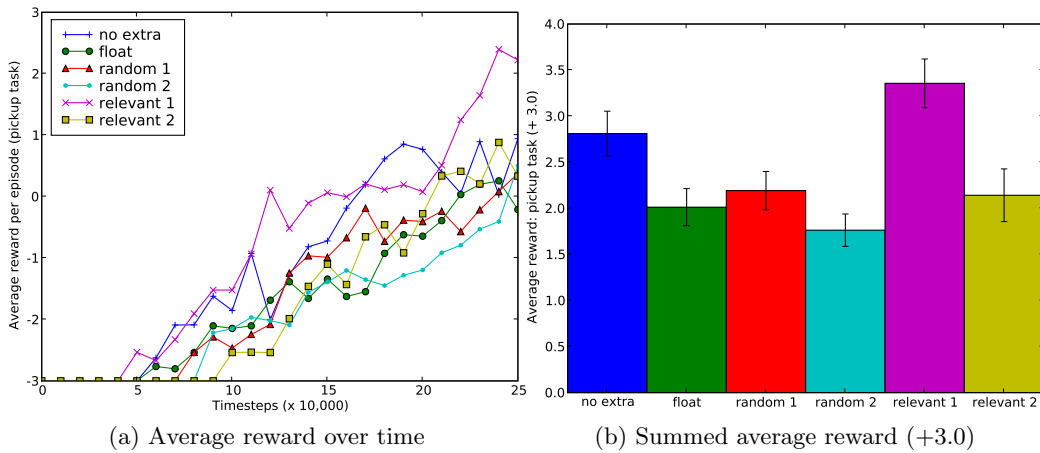 3
2
1
0
-1
-2
-3
Average reward per episode (pickup task)
no extra
float
random 1
random 2
relevant 1
relevant 2
0 5 10 15 20 25
Timesteps (x 10,000)
(a) Average reward over time
4.0
3.5
3.0
2.5
2.0
1.5
1.0
0.5
0.0
Average reward: pickup task (+ 3.0)
no extra float random 1 random 2 relevant 1 relevant 2
(b) Summed average reward (+3.0)